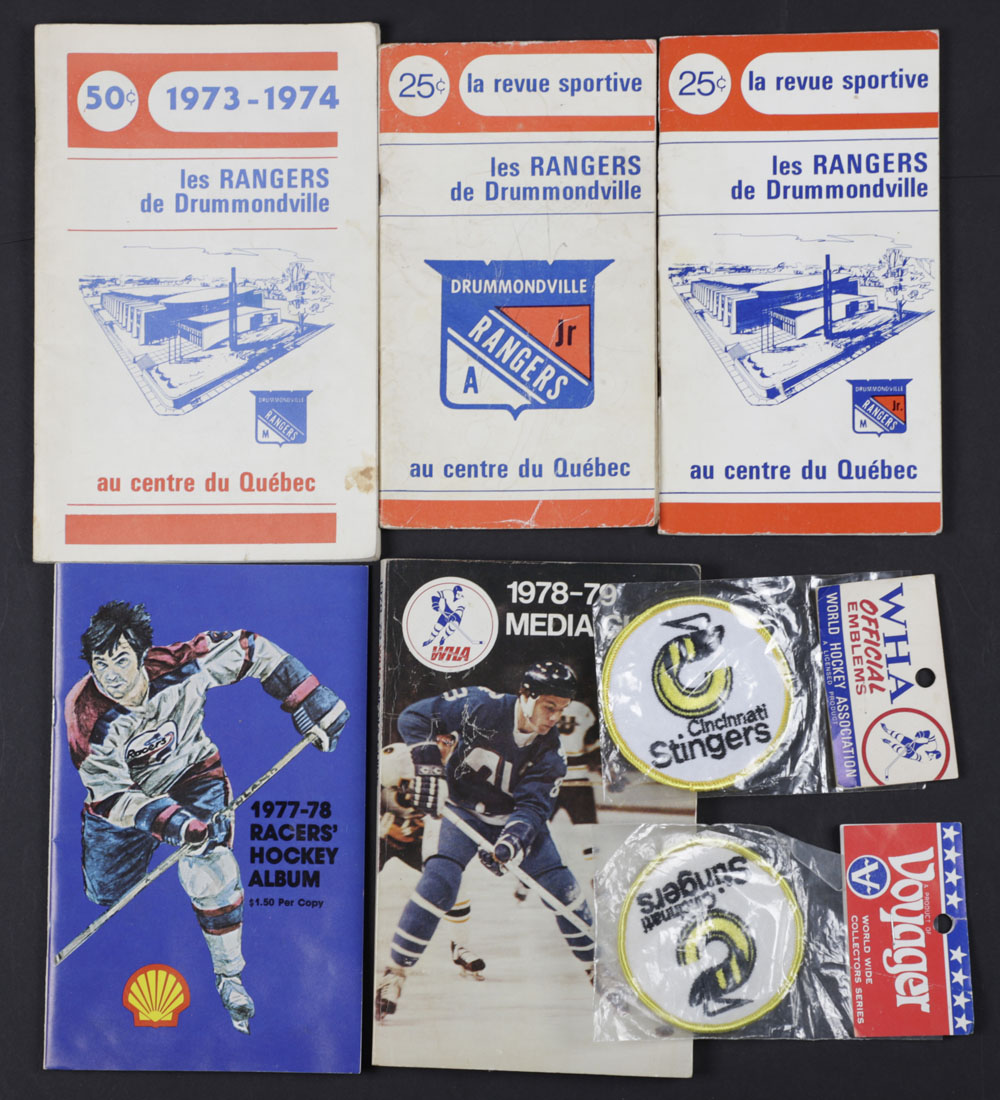 50¢ 1973-1974
les RANGERS
de Drummondville
DRUMMONDVILLE
RANGERS
M
au centre du Québec
25¢ la revue sportive
les RANGERS
de Drummondville
DRUMMONDVILLE
jr
RANGERS
A
au centre du Québec
25¢ la revue sportive
les RANGERS
de Drummondville
DRUMMONDVILLE
Jr.
RANGERS
M
au centre du Québec
Racers
1977-78
RACERS'
HOCKEY
ALBUM
$1.50 Per Copy
WHA
1978-79
MEDIA
Cincinnati
Stingers
WHA
OFFICIAL
EMBLEMS
WORLD HOCKEY ASSOCIATION
A LICENSED PRODUCT
Cincinnati
Stingers
A PRODUCT OF
Voyager
A
WORLD WIDE
COLLECTORS SERIES